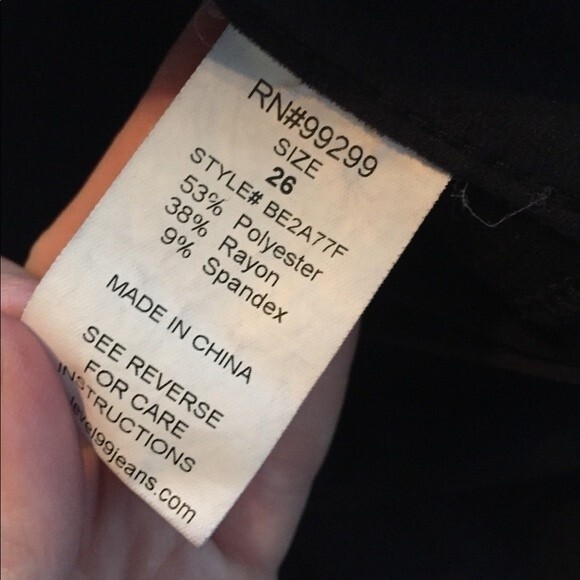 RN#99299
SIZE
26
STYLE# BE2A77F
53% Polyester
38% Rayon
9% Spandex
MADE IN CHINA
SEE REVERSE
FOR CARE
INSTRUCTIONS
level99jeans.com